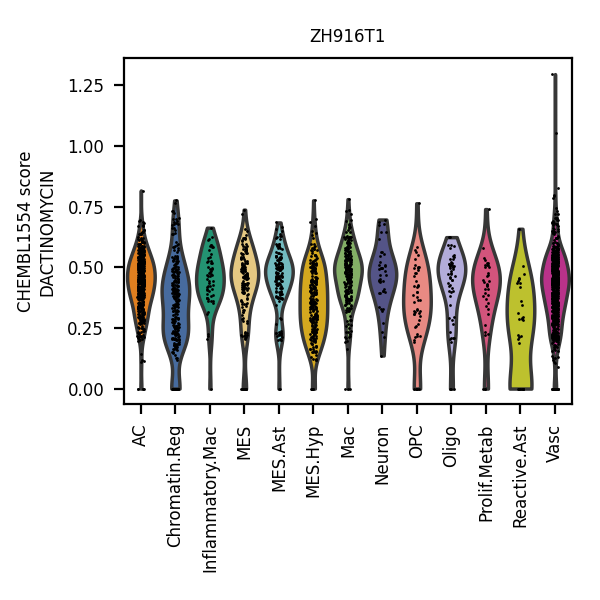 ZH916T1
CHEMBL1554 score
DACTINOMYCIN
1.25
1.00
0.75
0.50
0.25
0.00
AC
Chromatin.Reg
Inflammatory.Mac
MES
MES.Ast
MES.Hyp
Mac
Neuron
OPC
Oligo
Prolif.Metab
Reactive.Ast
Vasc